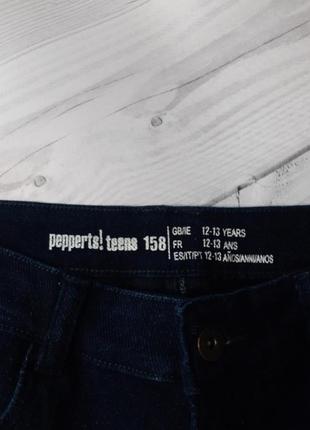 pepperts! teens 158
GB/IE 12-13 YEARS
FR 12-13 ANS
ES/IT/PT 12-13 AÑOS/ANNI/ANOS